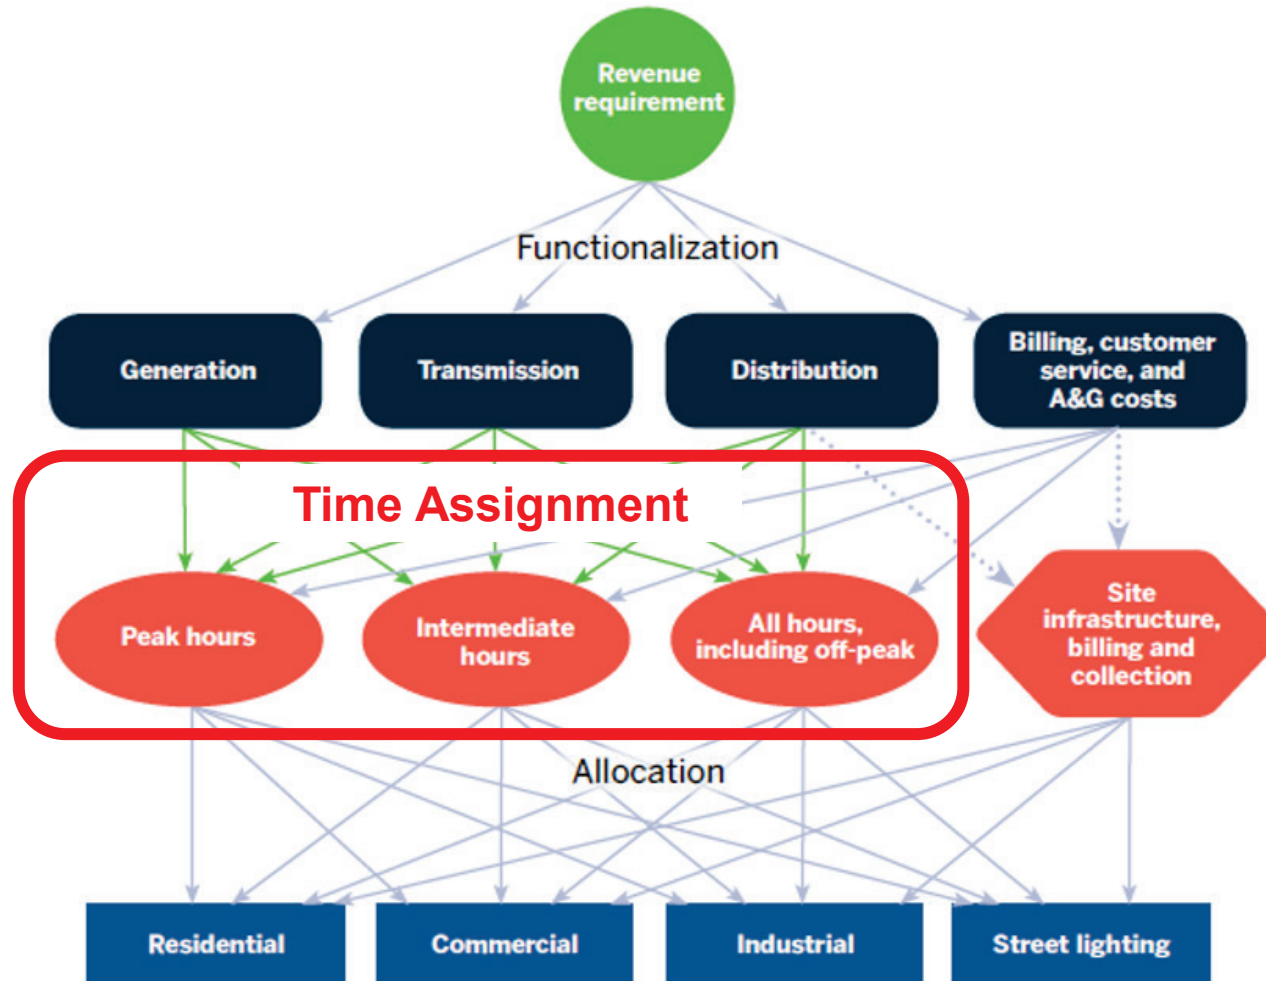 Revenue
requirement
Functionalization
Generation
Transmission
Distribution
Billing, customer
service, and
A&G costs
Time Assignment
Peak hours
Intermediate
hours
All hours,
including off-peak
Site
infrastructure,
billing and
collection
Allocation
Residential
Commercial
Industrial
Street lighting